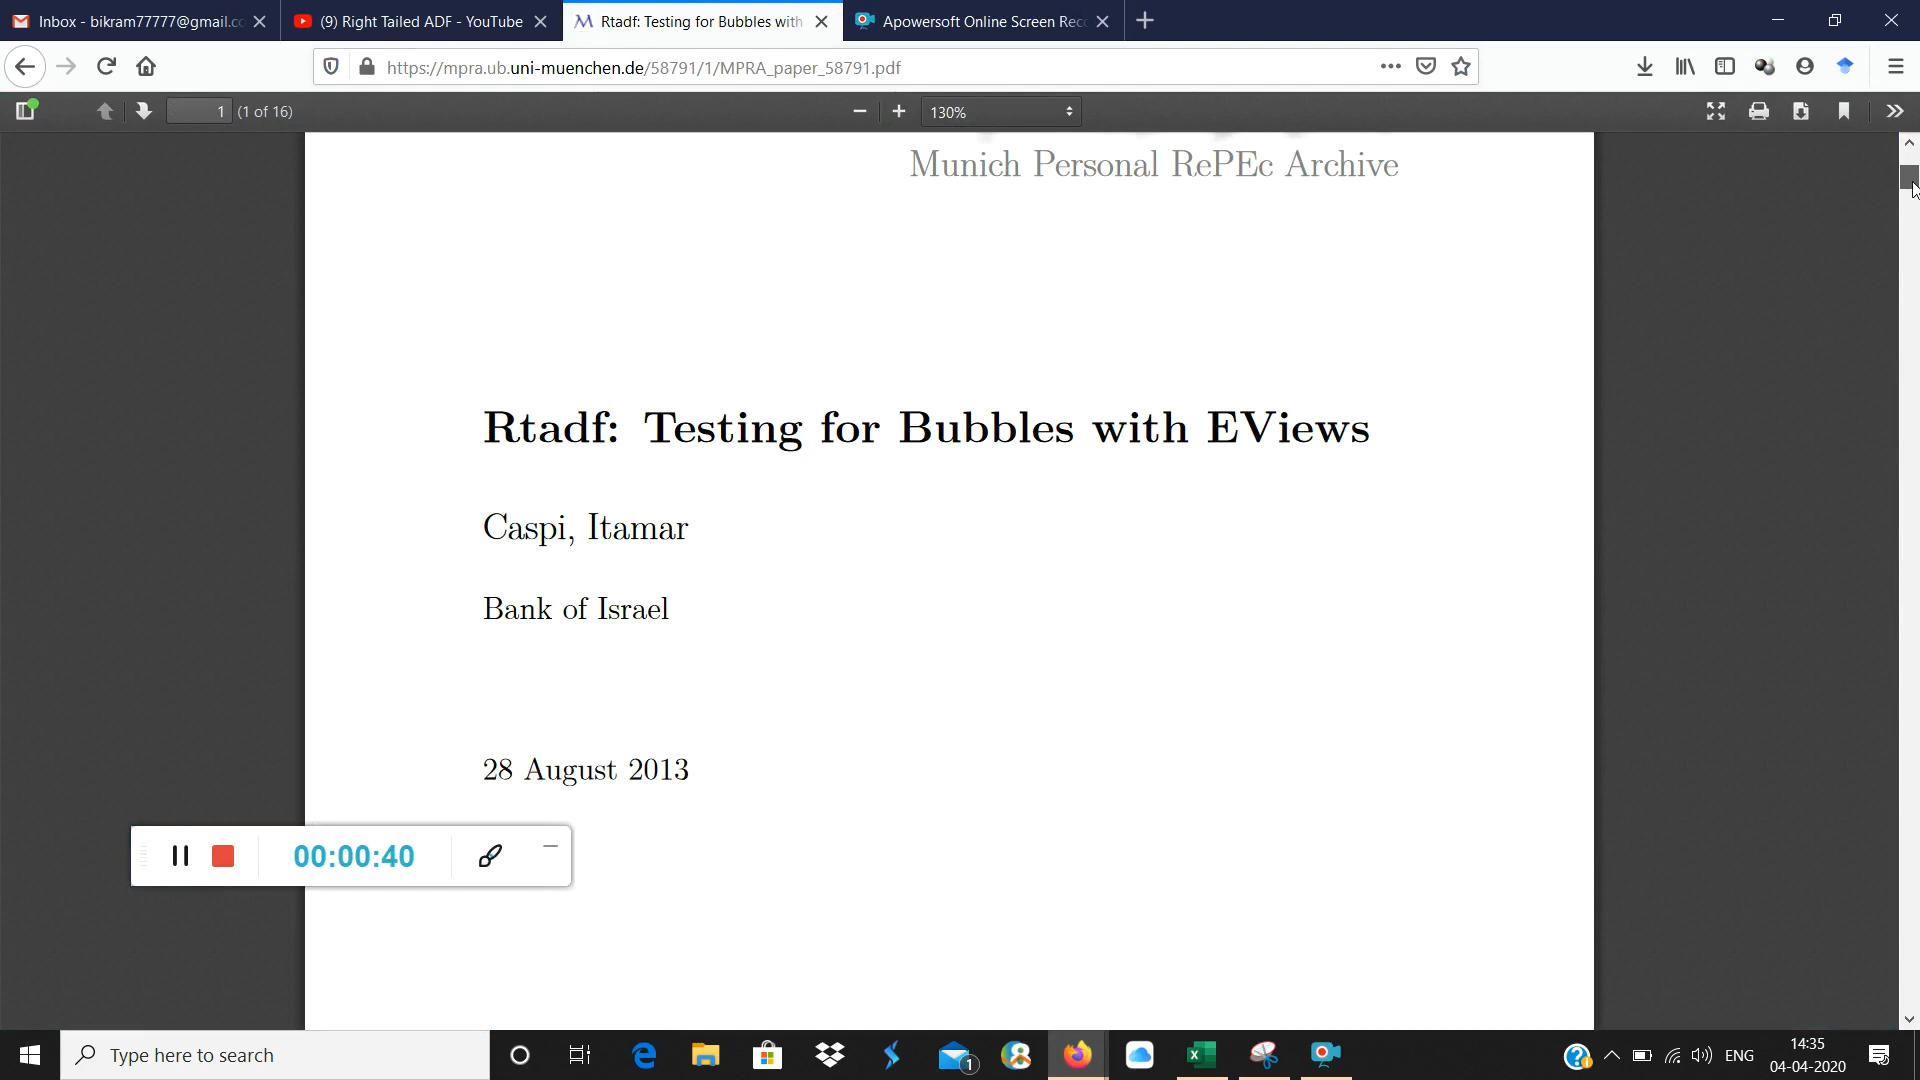 Inbox - bikram77777@gmail.co
(9) Right Tailed ADF - YouTube
Rtadf: Testing for Bubbles with
Apowersoft Online Screen Rec
https://mpra.ub.uni-muenchen.de/58791/1/MPRA_paper_58791.pdf
1 (1 of 16)
130%
Munich Personal RePEc Archive
Rtadf: Testing for Bubbles with EViews
Caspi, Itamar
Bank of Israel
28 August 2013
00:00:40
Type here to search
1
ENG
14:35
04-04-2020